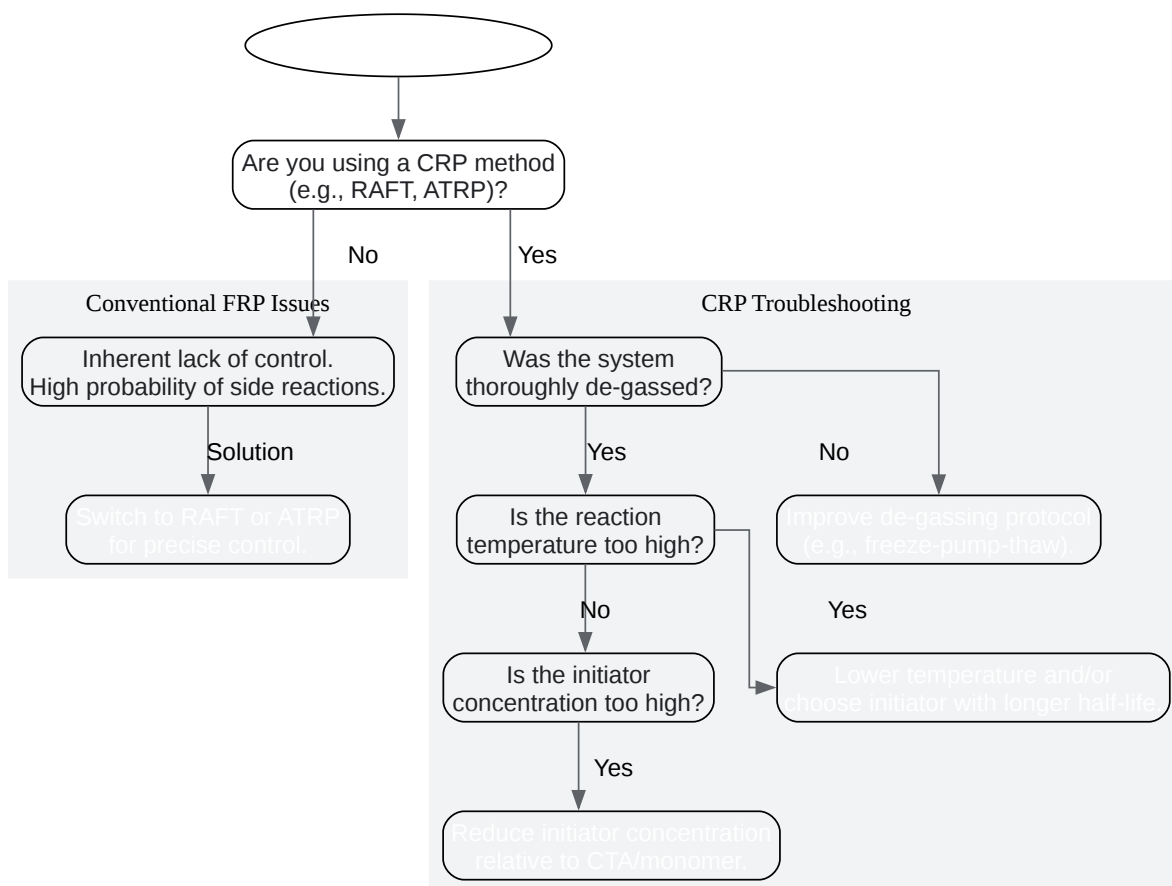 Are you using a CRP method
(e.g., RAFT, ATRP)?
No
Yes
Conventional FRP Issues
CRP Troubleshooting
Inherent lack of control.
High probability of side reactions.
Was the system
thoroughly de-gassed?
Solution
Yes
No
Switch to RAFT or ATRP
for precise control.
Is the reaction
temperature too high?
Improve de-gassing protocol
(e.g., freeze-pump-thaw).
No
Yes
Is the initiator
concentration too high?
Lower temperature and/or
choose initiator with longer half-life.
Yes
Reduce initiator concentration
relative to CTA/monomer.